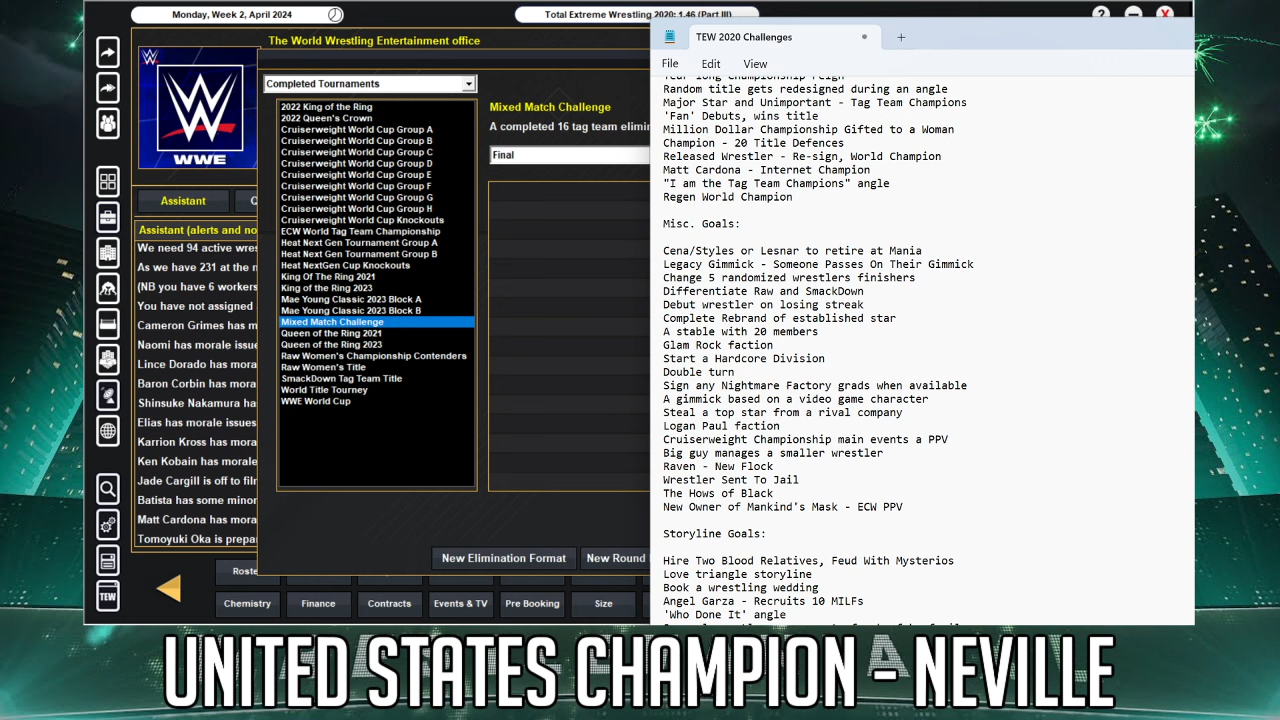 Monday, Week 2, April 2024
Total Extreme Wrestling 2020: 1.46 (Part III)
The World Wrestling Entertainment office
W
WWE
Assistant
Q
Assistant (alerts and no
We need 94 active wres
As we have 231 at the n
(NB you have 6 workers
You have not assigned
Cameron Grimes has m
Naomi has morale issue
Lince Dorado has mora
Baron Corbin has mora
Shinsuke Nakamura ha
Elias has morale issues
Karrion Kross has mora
Ken Kobain has morale
Jade Cargill is off to filr
Batista has some minor
Matt Cardona has mora
Tomoyuki Oka is prepa
Completed Tournaments
2022 King of the Ring
2022 Queen's Crown
Cruiserweight World Cup Group A
Cruiserweight World Cup Group B
Cruiserweight World Cup Group C
Cruiserweight World Cup Group D
Cruiserweight World Cup Group E
Cruiserweight World Cup Group F
Cruiserweight World Cup Group G
Cruiserweight World Cup Group H
Cruiserweight World Cup Knockouts
ECW World Tag Team Championship
Heat Next Gen Tournament Group A
Heat Next Gen Tournament Group B
Heat NextGen Cup Knockouts
King Of The Ring 2021
King of the Ring 2023
Mae Young Classic 2023 Block A
Mae Young Classic 2023 Block B
Mixed Match Challenge
Queen of the Ring 2021
Queen of the Ring 2023
Raw Women's Championship Contenders
Raw Women's Title
SmackDown Tag Team Title
World Title Tourney
WWE World Cup
Mixed Match Challenge
A completed 16 tag team elimin
Final
New Elimination Format
New Round
Roste
Chemistry
Finance
Contracts
Events & TV
Pre Booking
Size
TEW
TEW 2020 Challenges
File
Edit
View
Year long Championship reign
Random title gets redesigned during an angle
Major Star and Unimportant - Tag Team Champions
'Fan' Debuts, wins title
Million Dollar Championship Gifted to a Woman
Champion - 20 Title Defences
Released Wrestler - Re-sign, World Champion
Matt Cardona - Internet Champion
"I am the Tag Team Champions" angle
Regen World Champion
Misc. Goals:
Cena/Styles or Lesnar to retire at Mania
Legacy Gimmick - Someone Passes On Their Gimmick
Change 5 randomized wrestlers finishers
Differentiate Raw and SmackDown
Debut wrestler on losing streak
Complete Rebrand of established star
A stable with 20 members
Glam Rock faction
Start a Hardcore Division
Double turn
Sign any Nightmare Factory grads when available
A gimmick based on a video game character
Steal a top star from a rival company
Logan Paul faction
Cruiserweight Championship main events a PPV
Big guy manages a smaller wrestler
Raven - New Flock
Wrestler Sent To Jail
The Hows of Black
New Owner of Mankind's Mask - ECW PPV
Storyline Goals:
Hire Two Blood Relatives, Feud With Mysterios
Love triangle storyline
Book a wrestling wedding
Angel Garza - Recruits 10 MILFs
'Who Done It' angle
UNITED STATES CHAMPION - NEVILLE